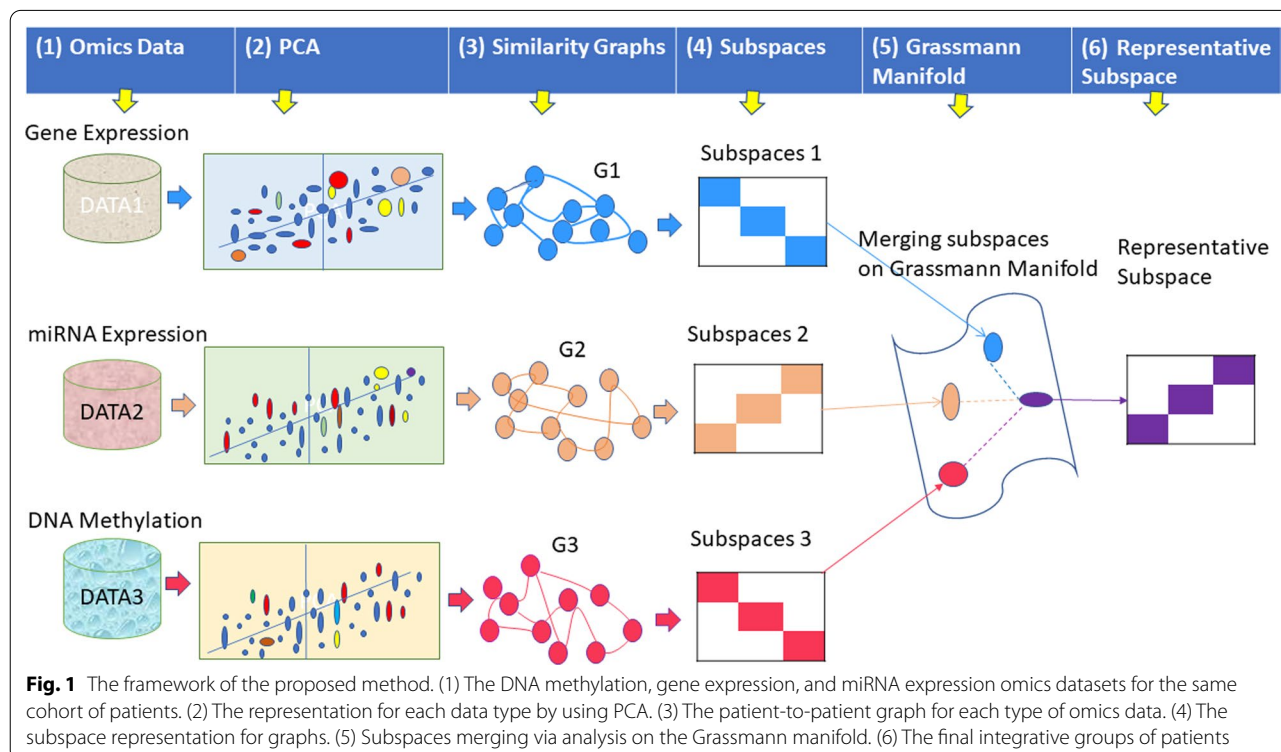 (1) Omics Data
(2) PCA
(3) Similarity Graphs
(4) Subspaces
(5) Grassmann
Manifold
(6) Representative
Subspace
Gene Expression
DATA1
G1
Subspaces 1
Merging subspaces
on Grassmann Manifold
Representative
Subspace
miRNA Expression
DATA2
G2
Subspaces 2
DNA Methylation
DATA3
G3
Subspaces 3
Fig. 1 The framework of the proposed method. (1) The DNA methylation, gene expression, and miRNA expression omics datasets for the same
cohort of patients. (2) The representation for each data type by using PCA. (3) The patient-to-patient graph for each type of omics data. (4) The
subspace representation for graphs. (5) Subspaces merging via analysis on the Grassmann manifold. (6) The final integrative groups of patients